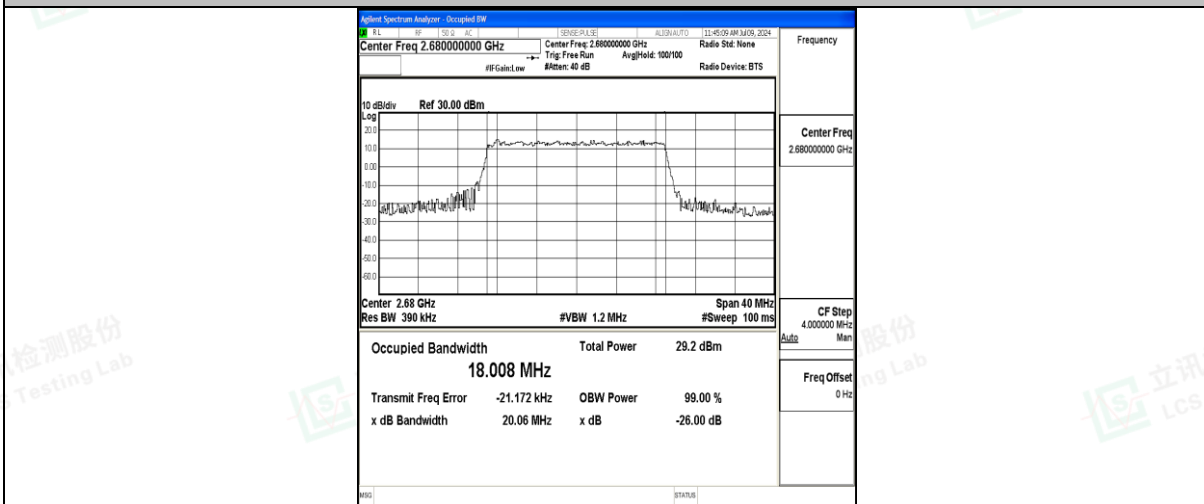 Agilent Spectrum Analyzer - Occupied BW
RL RF 50 Ω AC SENSE:PULSE ALIGN AUTO 11:45:09 AM Jul 09, 2024
Center Freq 2.680000000 GHz
Center Freq: 2.680000000 GHz
Radio Std: None
Trig: Free Run Avg|Hold: 100/100
#IFGain:Low #Atten: 40 dB Radio Device: BTS
Frequency
10 dB/div Ref 30.00 dBm
Log
20.0
10.0
0.00
-10.0
-20.0
-30.0
-40.0
-50.0
-60.0
Center Freq
2.680000000 GHz
Center 2.68 GHz Span 40 MHz
Res BW 390 kHz #VBW 1.2 MHz #Sweep 100 ms
CF Step
4.000000 MHz
Auto Man
Occupied Bandwidth Total Power 29.2 dBm
18.008 MHz
Transmit Freq Error -21.172 kHz OBW Power 99.00 %
x dB Bandwidth 20.06 MHz x dB -26.00 dB
Freq Offset
0 Hz
MSG STATUS
检测股份
Testing Lab
股份
Lab
立讯
LCS